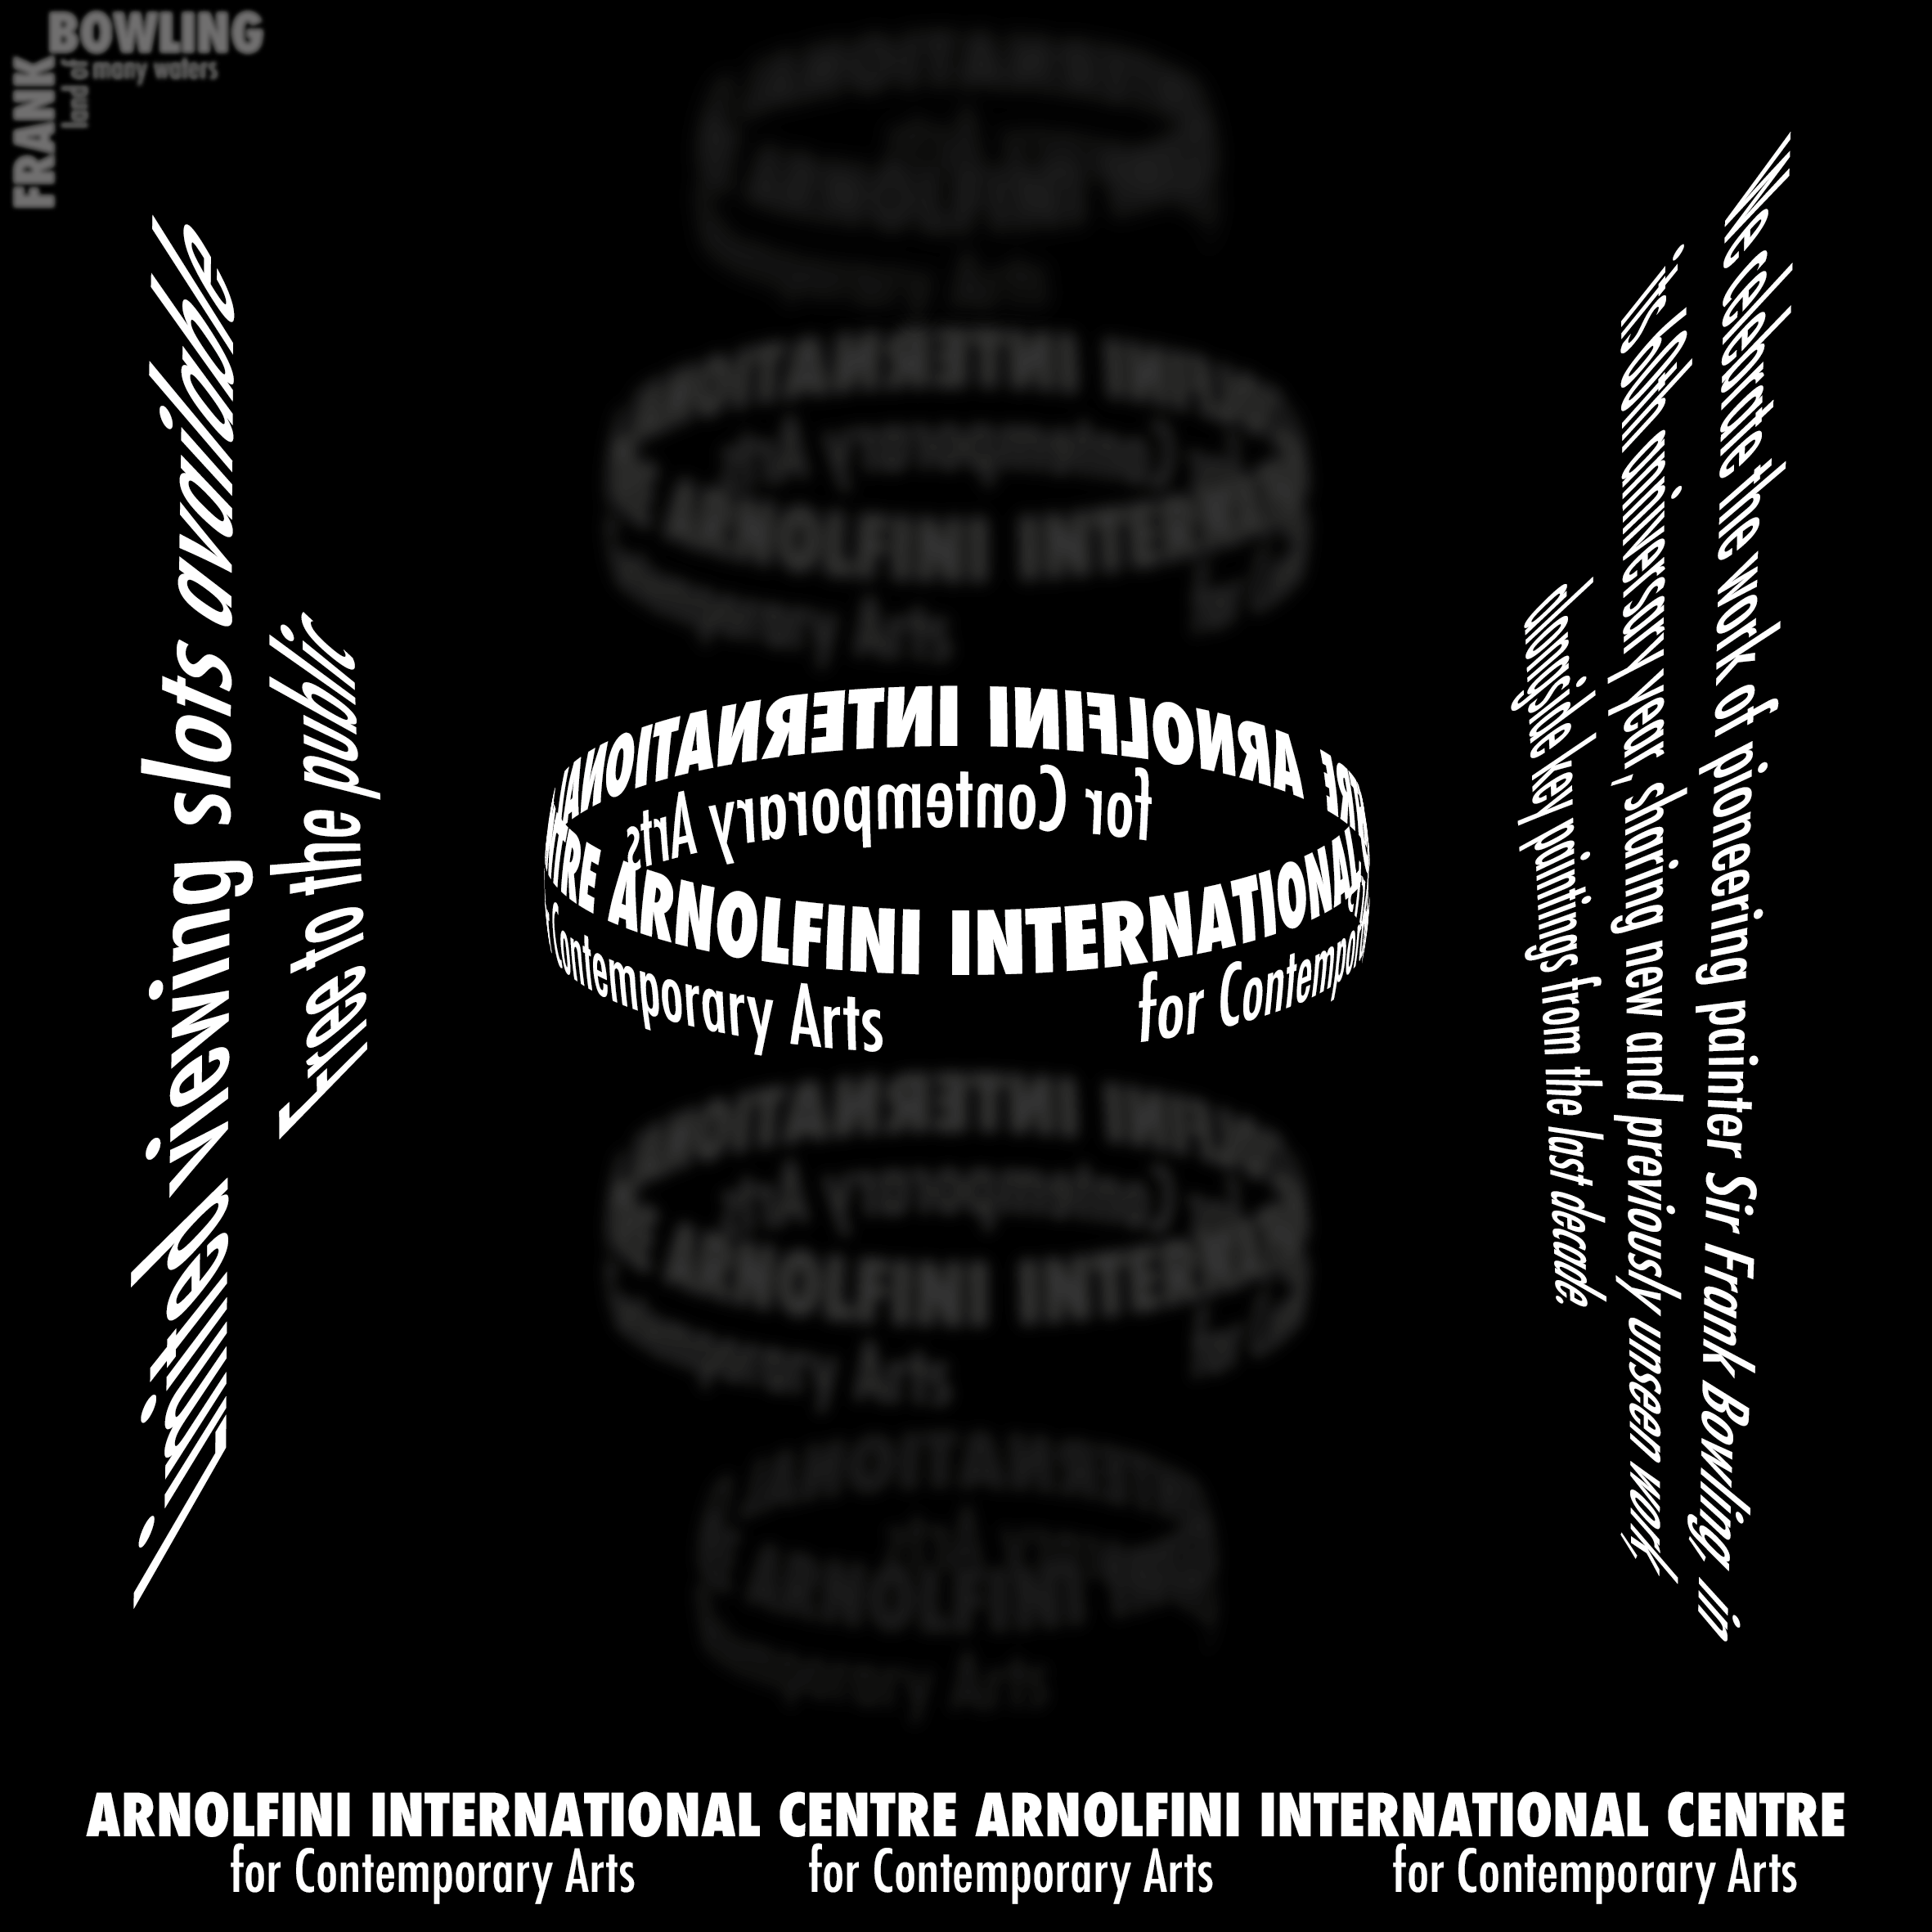 BOWLING
FRANK
land of many waters
Limited viewing slots available
Free to the public
ARNOLFINI INTERNATIONAL
for Contemporary Arts
TRE ARNOLFINI INTERNATIONAL
Contemporary Arts for Contempor
We celebrate the work of pioneering painter Sir Frank Bowling, in
his 87th anniversary year, sharing new and previously unseen work,
alongside key paintings from the last decade.
ARNOLFINI INTERNATIONAL CENTRE ARNOLFINI INTERNATIONAL CENTRE
for Contemporary Arts for Contemporary Arts for Contemporary Arts